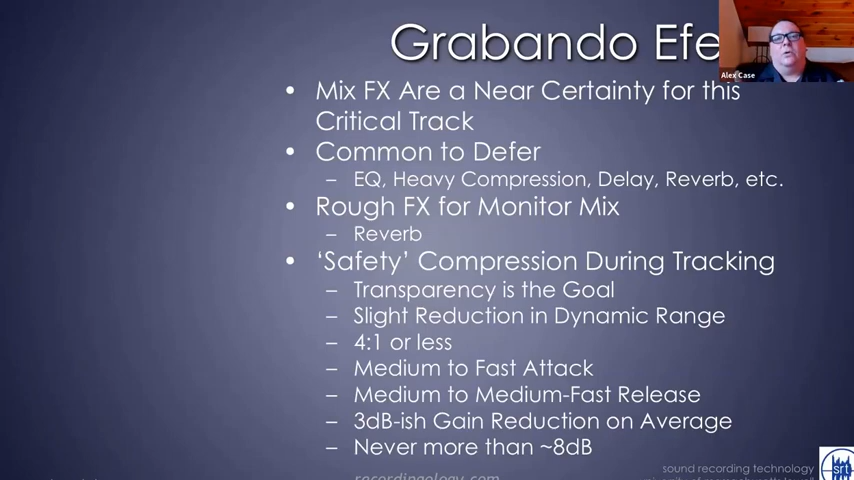 Grabando Efe
Alex Case
• Mix FX Are a Near Certainty for this
Critical Track
• Common to Defer
– EQ, Heavy Compression, Delay, Reverb, etc.
• Rough FX for Monitor Mix
– Reverb
• ‘Safety’ Compression During Tracking
– Transparency is the Goal
– Slight Reduction in Dynamic Range
– 4:1 or less
– Medium to Fast Attack
– Medium to Medium-Fast Release
– 3dB-ish Gain Reduction on Average
– Never more than ~8dB
sound recording technology
recordingology.com
srt